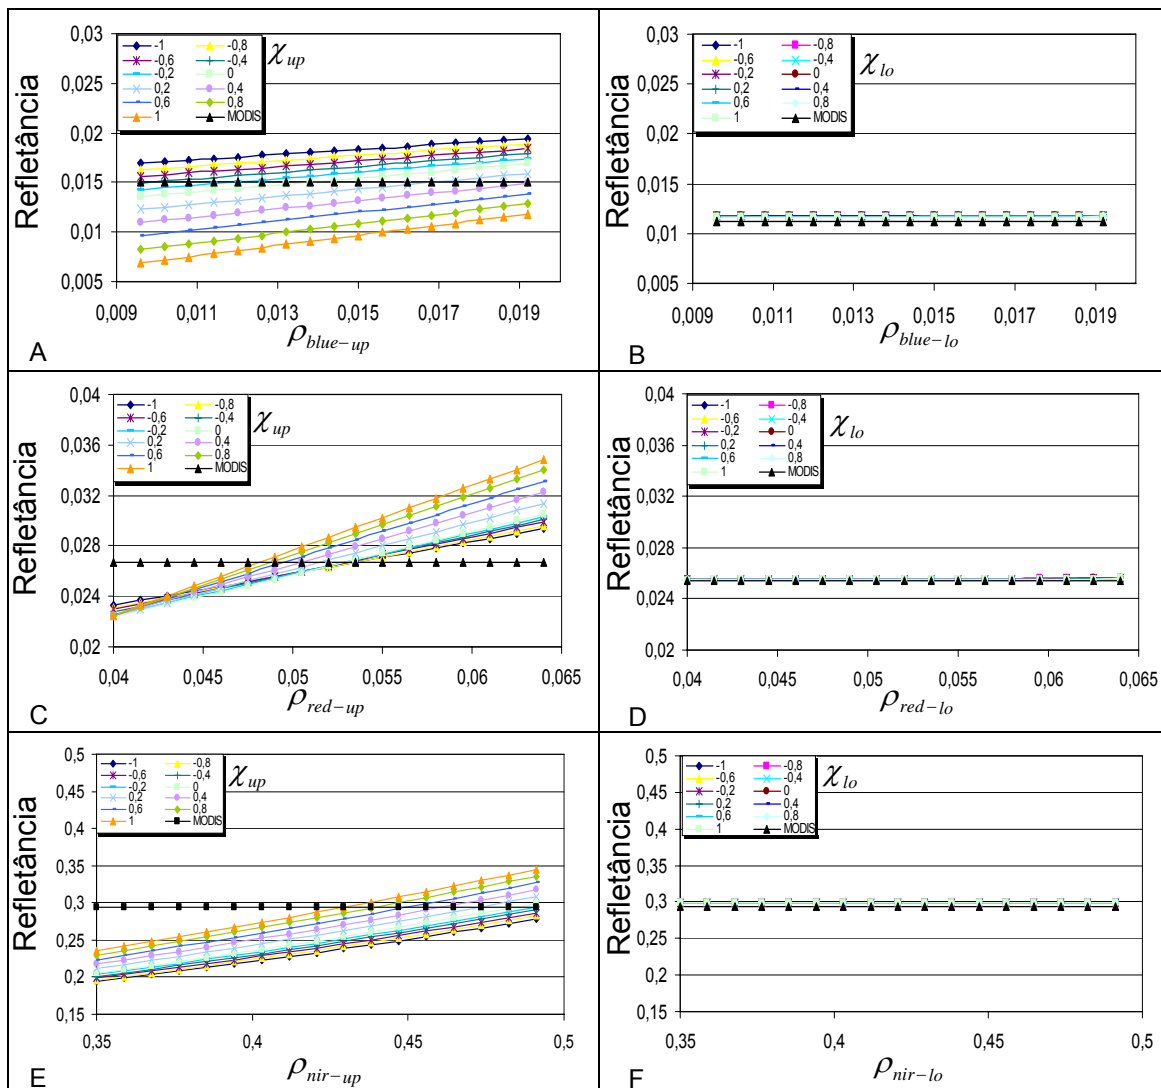 0,03
0,025
0,02
0,015
0,01
0,005
Refletância
-1 -0,8
-0,6 -0,4
-0,2 0
0,2 0,4
0,6 0,8
1 MODIS
χup
0,009 0,011 0,013 0,015 0,017 0,019
ρblue-up
A
0,03
0,025
0,02
0,015
0,01
0,005
Refletância
-1 -0,8
-0,6 -0,4
-0,2 0
0,2 0,4
0,6 0,8
1 MODIS
χlo
0,009 0,011 0,013 0,015 0,017 0,019
ρblue-lo
B
0,04
0,036
0,032
0,028
0,024
0,02
Refletância
-1 -0,8
-0,6 -0,4
-0,2 0
0,2 0,4
0,6 0,8
1 MODIS
χup
0,04 0,045 0,05 0,055 0,06 0,065
ρred-up
C
0,04
0,036
0,032
0,028
0,024
0,02
Refletância
-1 -0,8
-0,6 -0,4
-0,2 0
0,2 0,4
0,6 0,8
1 MODIS
χlo
0,04 0,045 0,05 0,055 0,06 0,065
ρred-lo
D
0,5
0,45
0,4
0,35
0,3
0,25
0,2
0,15
Refletância
-1 -0,8
-0,6 -0,4
-0,2 0
0,2 0,4
0,6 0,8
1 MODIS
χup
0,35 0,4 0,45 0,5
ρnir-up
E
0,5
0,45
0,4
0,35
0,3
0,25
0,2
0,15
Refletância
-1 -0,8
-0,6 -0,4
-0,2 0
0,2 0,4
0,6 0,8
1 MODIS
χlo
0,35 0,4 0,45 0,5
ρnir-lo
F